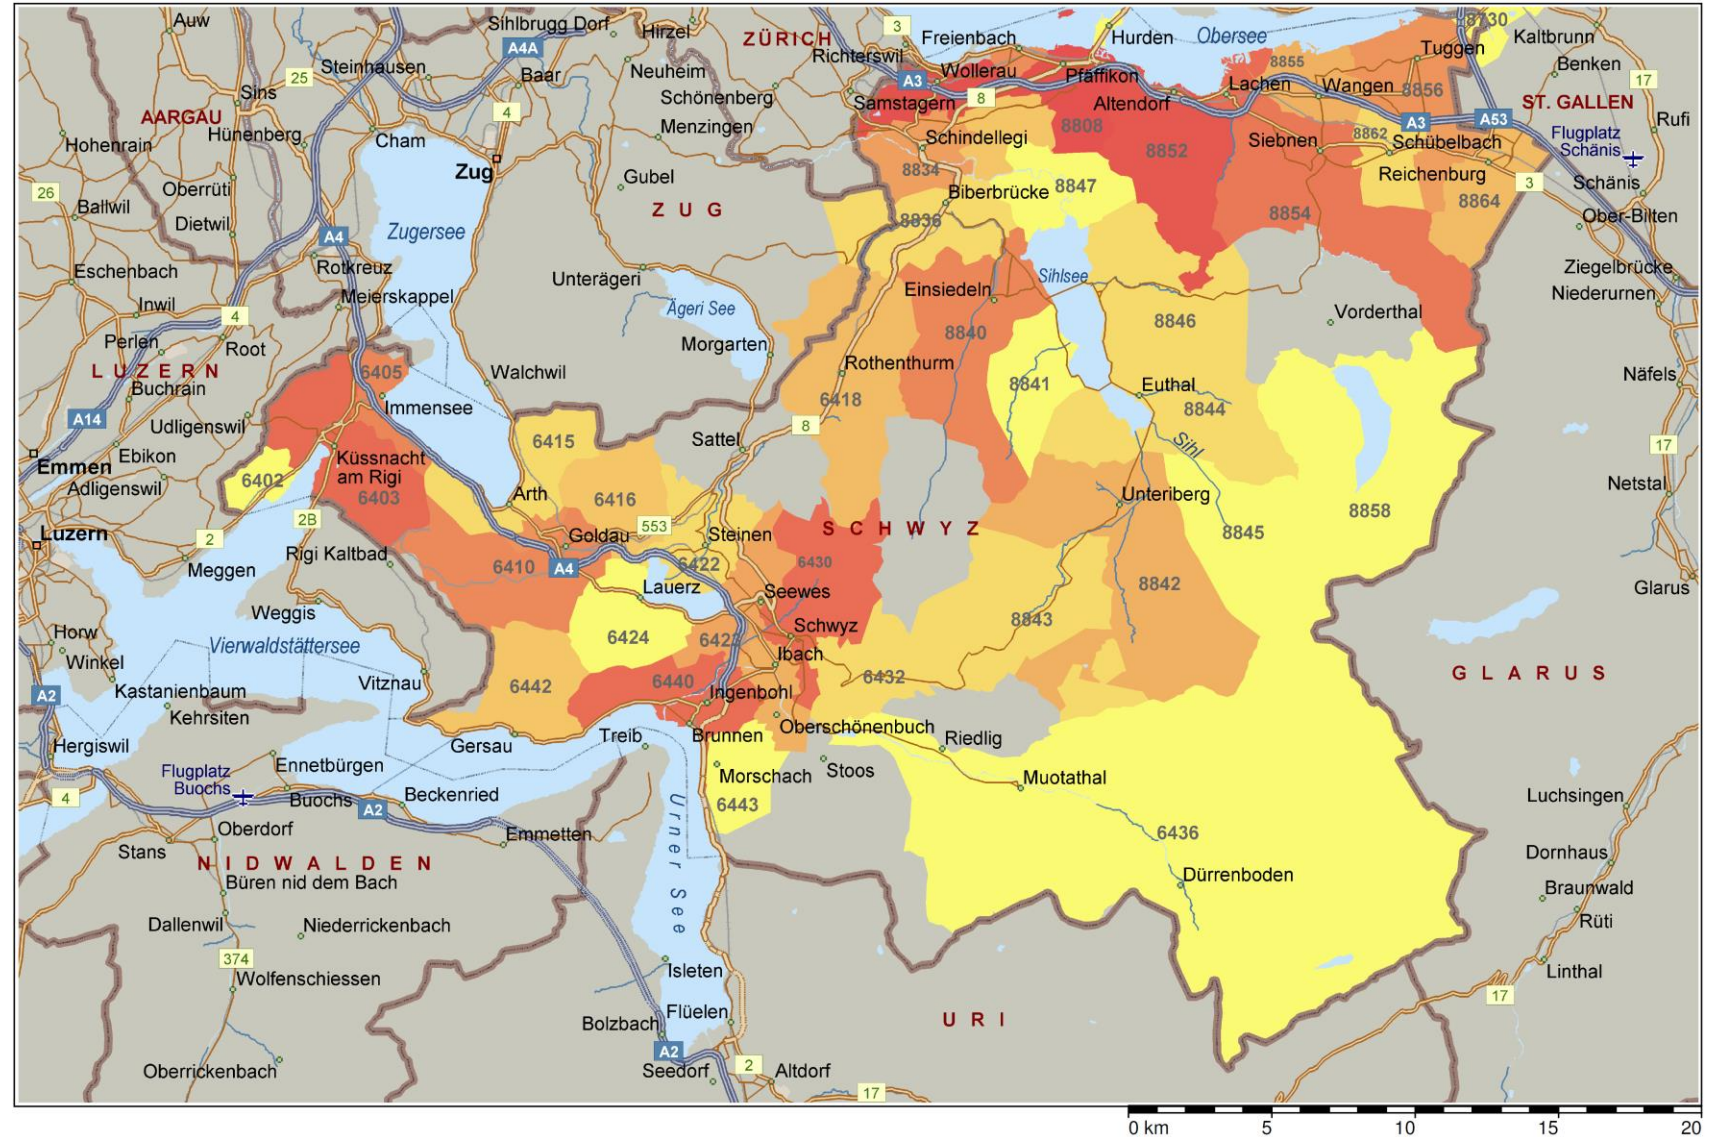 Auw
Sihlbrugg Dorf
Hirzel
ZÜRICH
3
Freienbach
Hurden
Obersee
8730
Kaltbrunn
A4A
Richterswil
Tuggen
Steinhausen
25
Baar
Neuheim
A3
Wollerau
Pfäffikon
8855
Benken
Sins
Schönenberg
Samstagern
8
Altendorf
Lachen
Wangen
8856
17
AARGAU
4
ST. GALLEN
Hünenberg
Cham
Menzingen
Schindellegi
8808
8852
Siebnen
8862
A3
A53
Rufi
Hohenrain
Schübelbach
Flugplatz
Schänis
Zug
8834
Reichenburg
26
Oberrüti
Gubel
Biberbrücke
8847
3
Schänis
Ballwil
ZUG
8854
8864
Dietwil
Zugersee
8836
Ober-Bilten
A4
Eschenbach
Rotkreuz
Unterägeri
Sihlsee
Ziegelbrücke
Inwil
Meierskappel
Einsiedeln
Niederurnen
4
Ägeri See
8846
Vorderthal
Perlen
Root
Morgarten
8840
LUZERN
6405
Walchwil
Rothenthurm
8841
Euthal
Näfels
Buchrain
A14
Immensee
6418
8844
Udligenswil
8
Emmen
Ebikon
6415
Sattel
Sihl
17
Küssnacht
am Rigi
Adligenswil
6402
6403
Arth
6416
Unteriberg
Netstal
2B
553
SCHWYZ
8858
Luzern
2
Goldau
Steinen
8845
Rigi Kaltbad
6410
A4
6422
6430
Meggen
Lauerz
Seewes
8842
Glarus
Weggis
8843
Horw
Vierwaldstättersee
6424
6423
Schwyz
Winkel
Ibach
GLARUS
A2
Kastanienbaum
Vitznau
6442
6440
Ingenbohl
6432
Kehrsiten
Oberschönenbuch
Hergiswil
Gersau
Treib
Brunnen
Riedlig
Flugplatz
Buochs
Ennetbürgen
Morschach
Stoos
Muotathal
4
Buochs
A2
Beckenried
6443
Luchsingen
Oberdorf
Emmetten
Urner See
6436
Stans
NIDWALDEN
Dornhaus
Büren nid dem Bach
Dürrenboden
Braunwald
Dallenwil
Niederrickenbach
Rüti
374
Wolfenschiessen
Isleten
Linthal
17
Bolzbach
Flüelen
URI
A2
Oberrickenbach
Seedorf
2
Altdorf
17
0 km 5 10 15 20